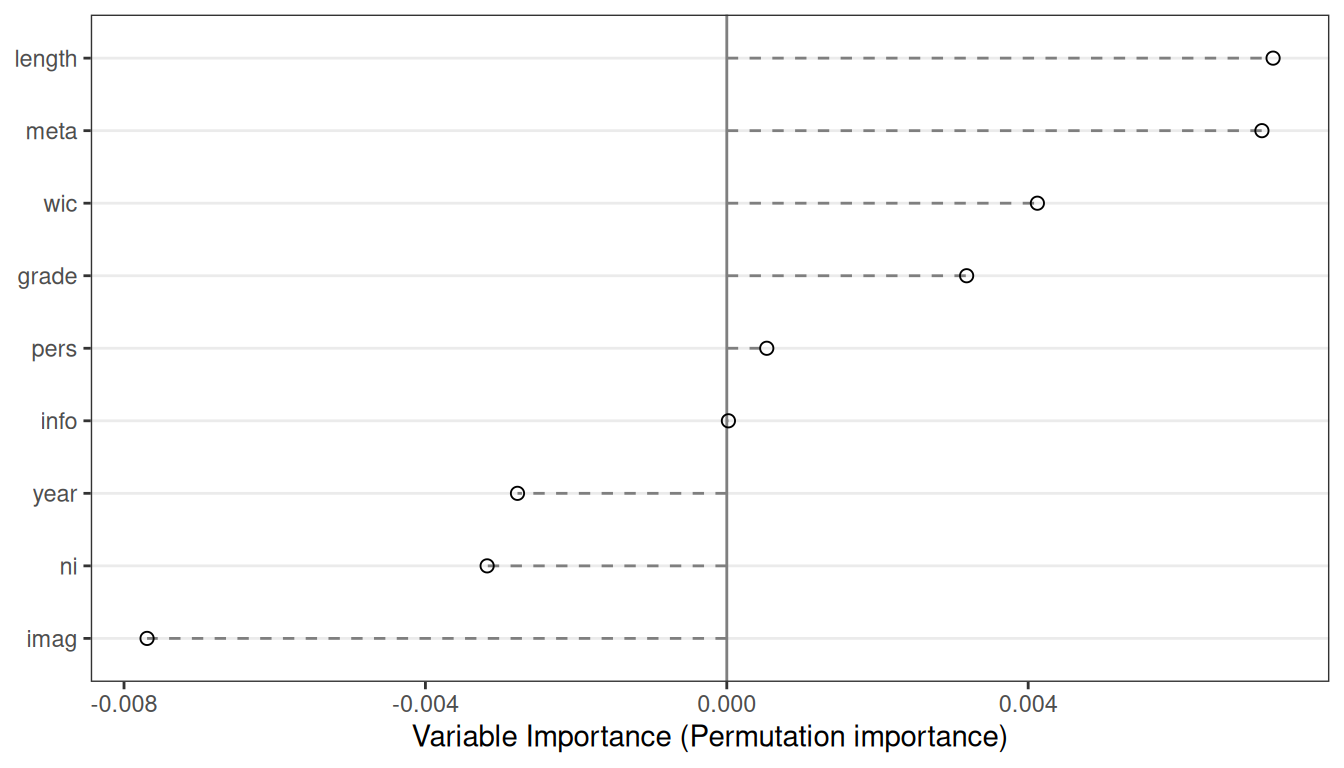 length
meta
wic
grade
pers
info
year
ni
imag
-0.008 -0.004 0.000 0.004
Variable Importance (Permutation importance)